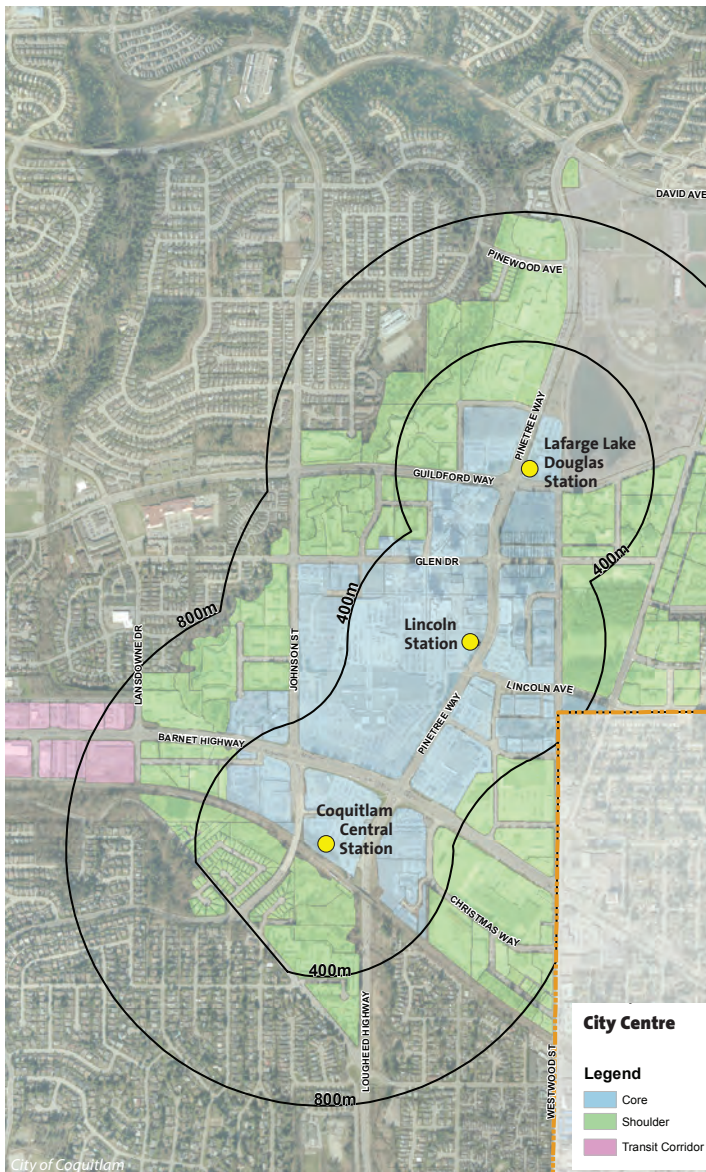 DAVID AVE
PINEWOOD AVE
PINETREE WAY
Lafarge Lake
Douglas
Station
GUILDFORD WAY
GLEN DR
400m
400m
800m
LANSDOWNE DR
JOHNSON ST
Lincoln
Station
LINCOLN AVE
PINETREE WAY
BARNET HIGHWAY
Coquitlam
Central
Station
CHRISTMAS WAY
400m
LOUGHEED HIGHWAY
800m
WESTWOOD ST
City Centre
Legend
Core
Shoulder
Transit Corridor
City of Coquitlam